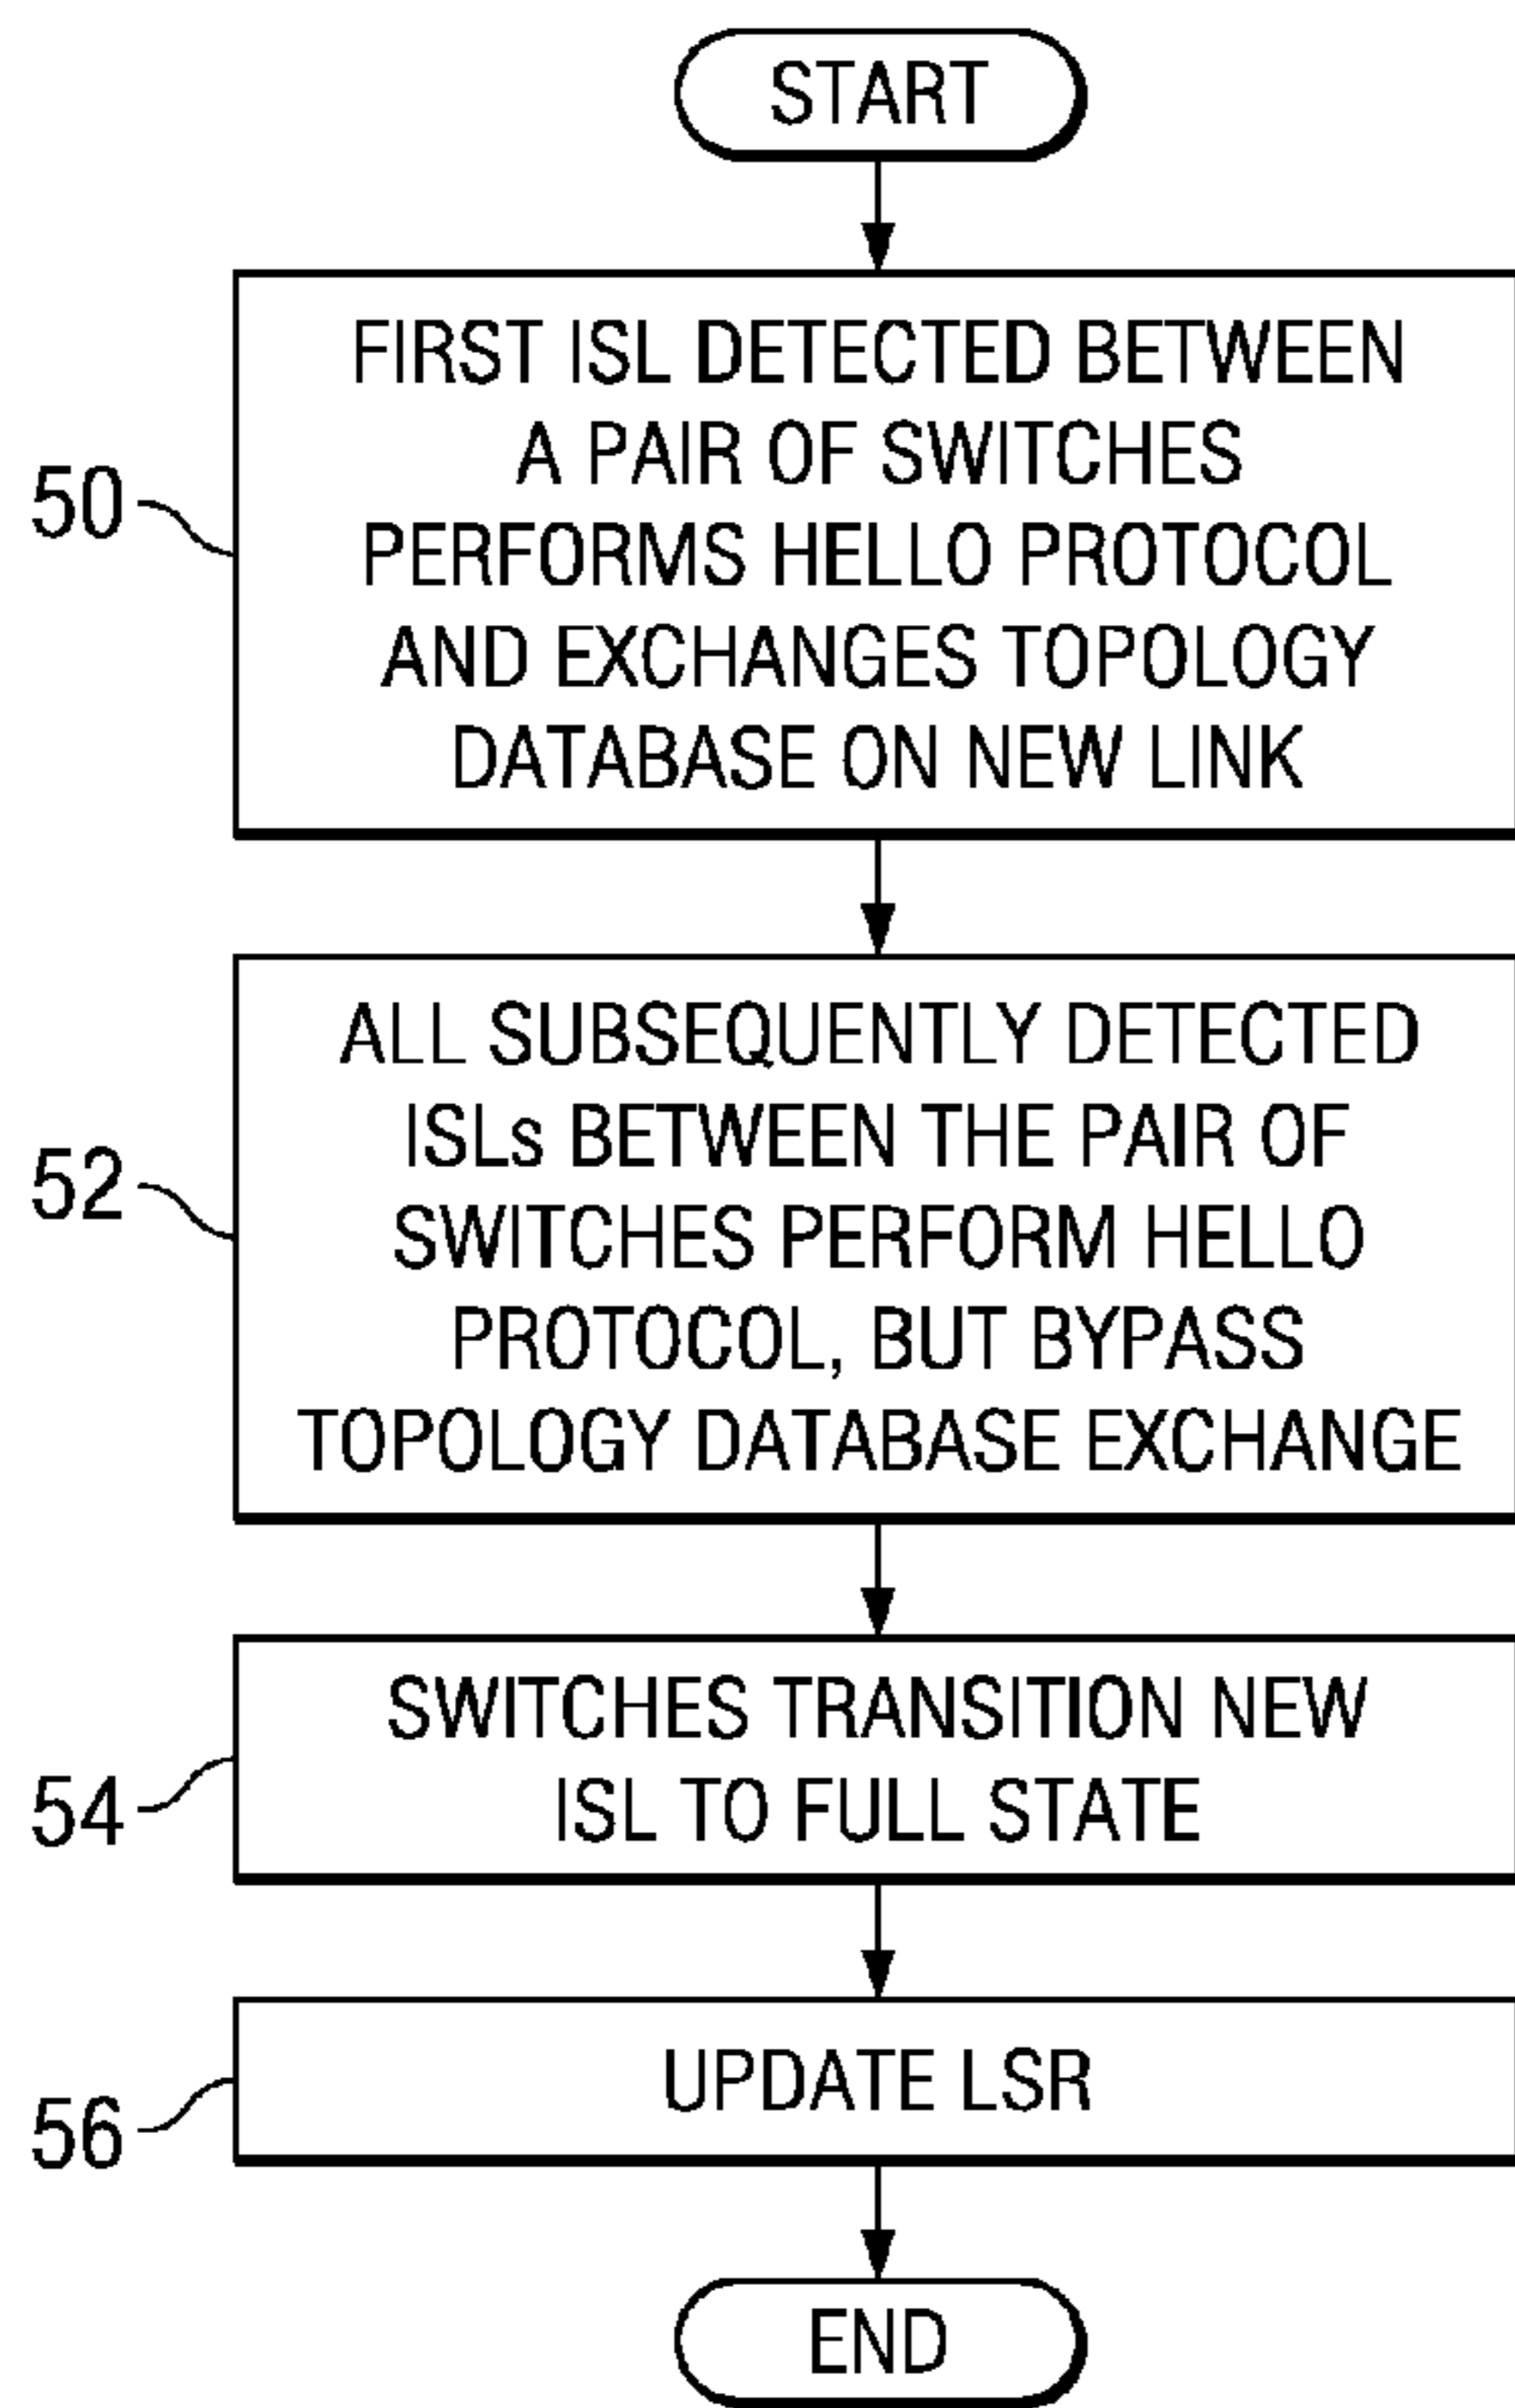 START
FIRST ISL DETECTED BETWEEN
A PAIR OF SWITCHES
PERFORMS HELLO PROTOCOL
AND EXCHANGES TOPOLOGY
DATABASE ON NEW LINK
50
ALL SUBSEQUENTLY DETECTED
ISLs BETWEEN THE PAIR OF
SWITCHES PERFORM HELLO
PROTOCOL, BUT BYPASS
TOPOLOGY DATABASE EXCHANGE
52
SWITCHES TRANSITION NEW
ISL TO FULL STATE
54
UPDATE LSR
56
END